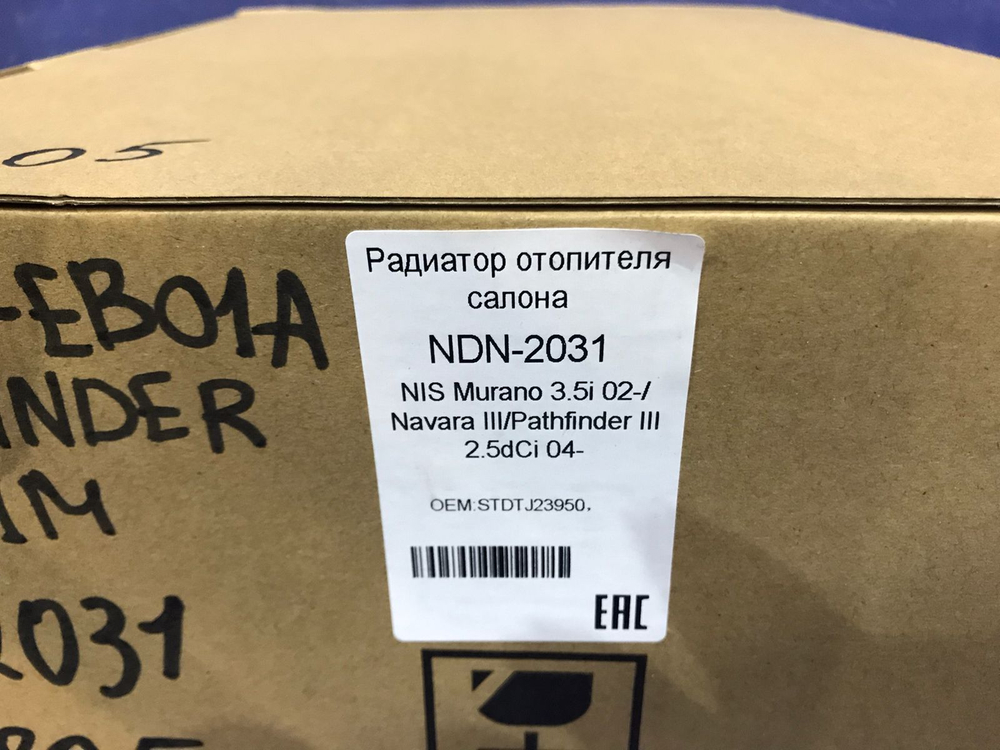 05
-EB01A
INDER
IM
2031
Радиатор отопителя
салона
NDN-2031
NIS Murano 3.5i 02-/
Navara III/Pathfinder III
2.5dCi 04-
OEM:STDTJ23950,
EAC